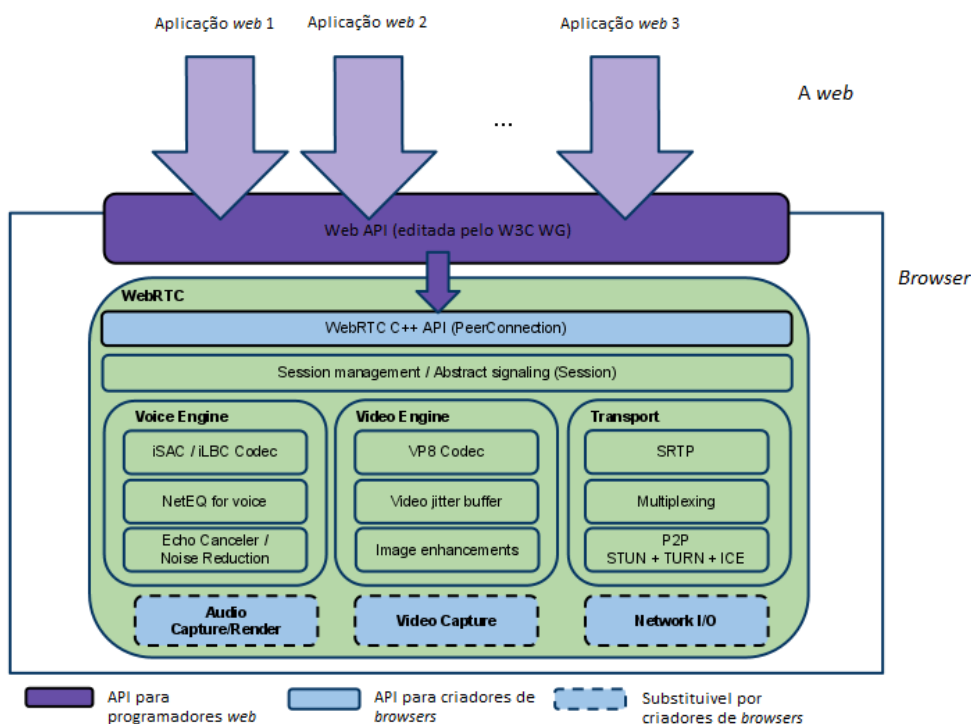 Aplicação web 1
Aplicação web 2
Aplicação web 3
A web
...
Web API (editada pelo W3C WG)
Browser
WebRTC
WebRTC C++ API (PeerConnection)
Session management / Abstract signaling (Session)
Voice Engine
iSAC / iLBC Codec
NetEQ for voice
Echo Canceler /
Noise Reduction
Video Engine
VP8 Codec
Video jitter buffer
Image enhancements
Transport
SRTP
Multiplexing
P2P
STUN + TURN + ICE
Audio
Capture/Render
Video Capture
Network I/O
API para
programadores web
API para criadores de
browsers
Substituivel por
criadores de browsers